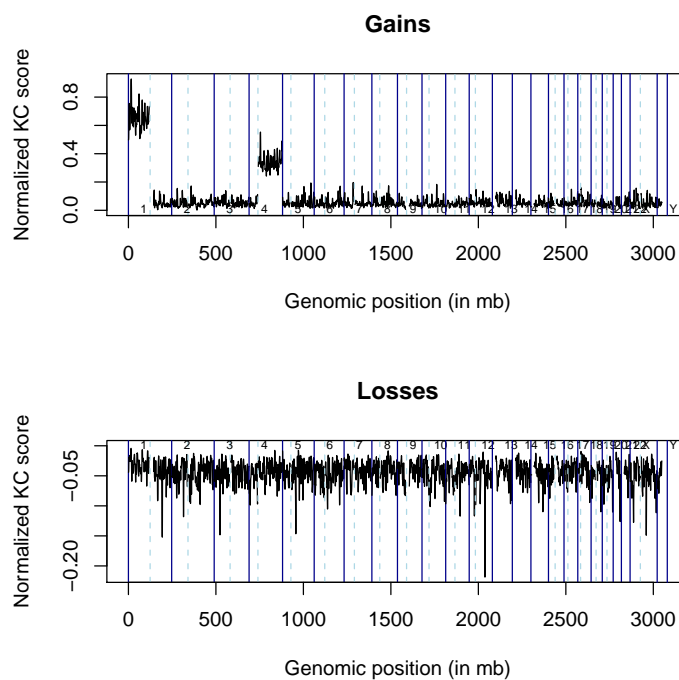 Gains
Normalized KC score
0.8
0.4
0.0
1 2 3 4 5 6 7 8 9 10 11 12 13 14 15 16 17 18 19 20 21 22 X Y
0 500 1000 1500 2000 2500 3000
Genomic position (in mb)
Losses
Normalized KC score
-0.05
-0.20
1 2 3 4 5 6 7 8 9 10 11 12 13 14 15 16 17 18 19 20 21 22 X Y
0 500 1000 1500 2000 2500 3000
Genomic position (in mb)